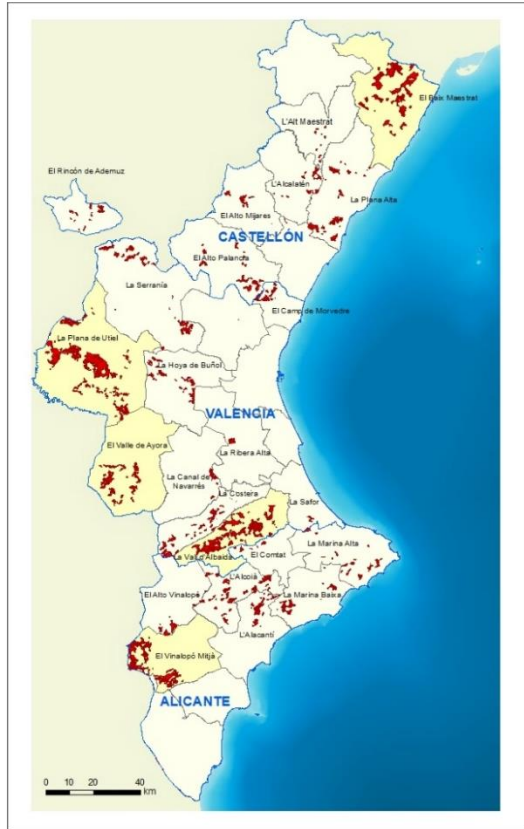 El Baix Maestrat
L'Alt Maestrat
El Rincón de Ademuz
L'Alcalatén
La Plana Alta
El Alto Mijares
CASTELLÓN
El Alto Palancia
La Serranía
El Camp de Morvedre
La Plana de Utiel
La Hoya de Buñol
VALENCIA
El Valle de Ayora
La Ribera Alta
La Canal de
Navarrés
La Costera
La Safor
La Marina Alta
La Vall d'Albaida
El Comtat
L'Alcoià
El Alto Vinalopó
La Marina Baixa
L'Alacantí
El Vinalopó Mitjà
ALICANTE
0 10 20 40
km